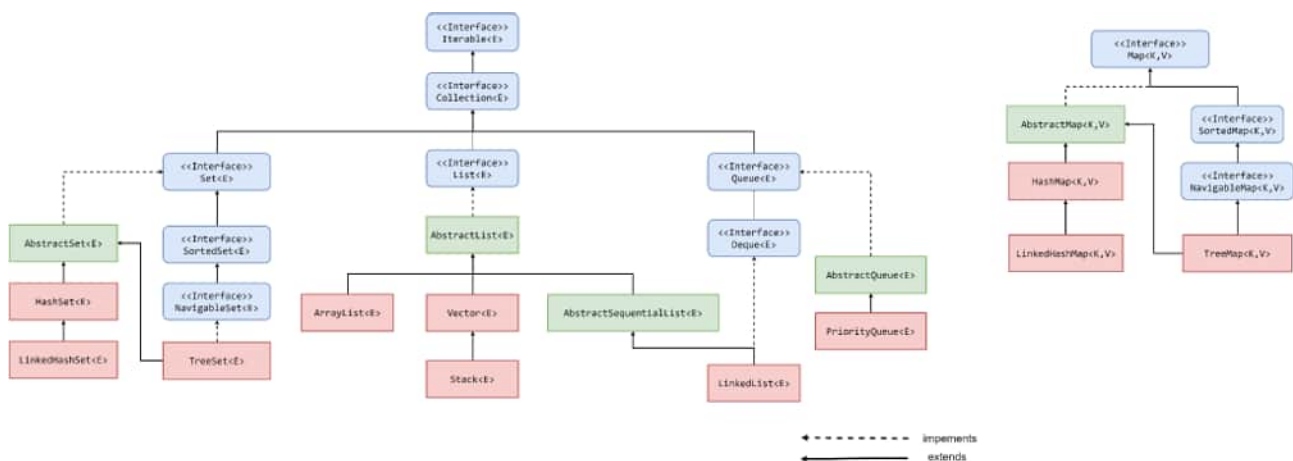 <<Interface>>
Iterable<E>
<<Interface>>
Collection<E>
<<Interface>>
Set<E>
<<Interface>>
List<E>
<<Interface>>
Queue<E>
AbstractSet<E>
<<Interface>>
SortedSet<E>
AbstractList<E>
<<Interface>>
Deque<E>
AbstractQueue<E>
HashSet<E>
<<Interface>>
NavigableSet<E>
ArrayList<E>
Vector<E>
AbstractSequentialList<E>
PriorityQueue<E>
LinkedHashSet<E>
TreeSet<E>
Stack<E>
LinkedList<E>
<<Interface>>
Map<K,V>
AbstractMap<K,V>
<<Interface>>
SortedMap<K,V>
HashMap<K,V>
<<Interface>>
NavigableMap<K,V>
LinkedHashMap<K,V>
TreeMap<K,V>
impements
extends